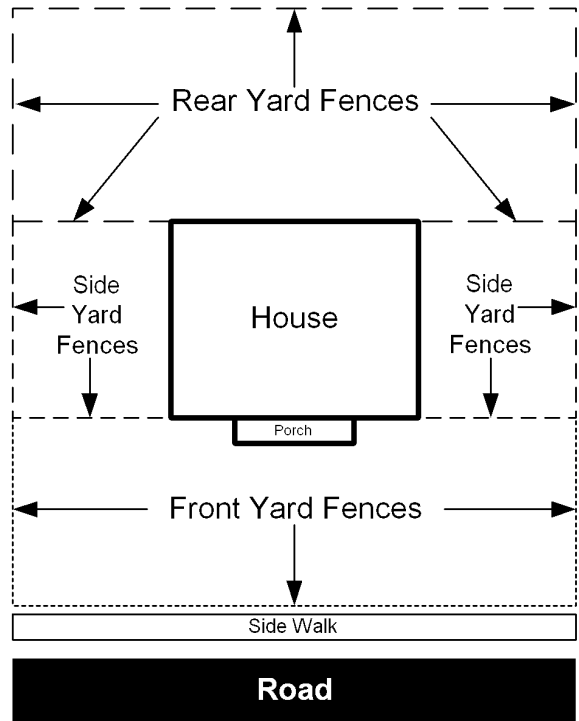 Rear Yard Fences
Side
Yard
Fences
House
Side
Yard
Fences
Porch
Front Yard Fences
Side Walk
Road